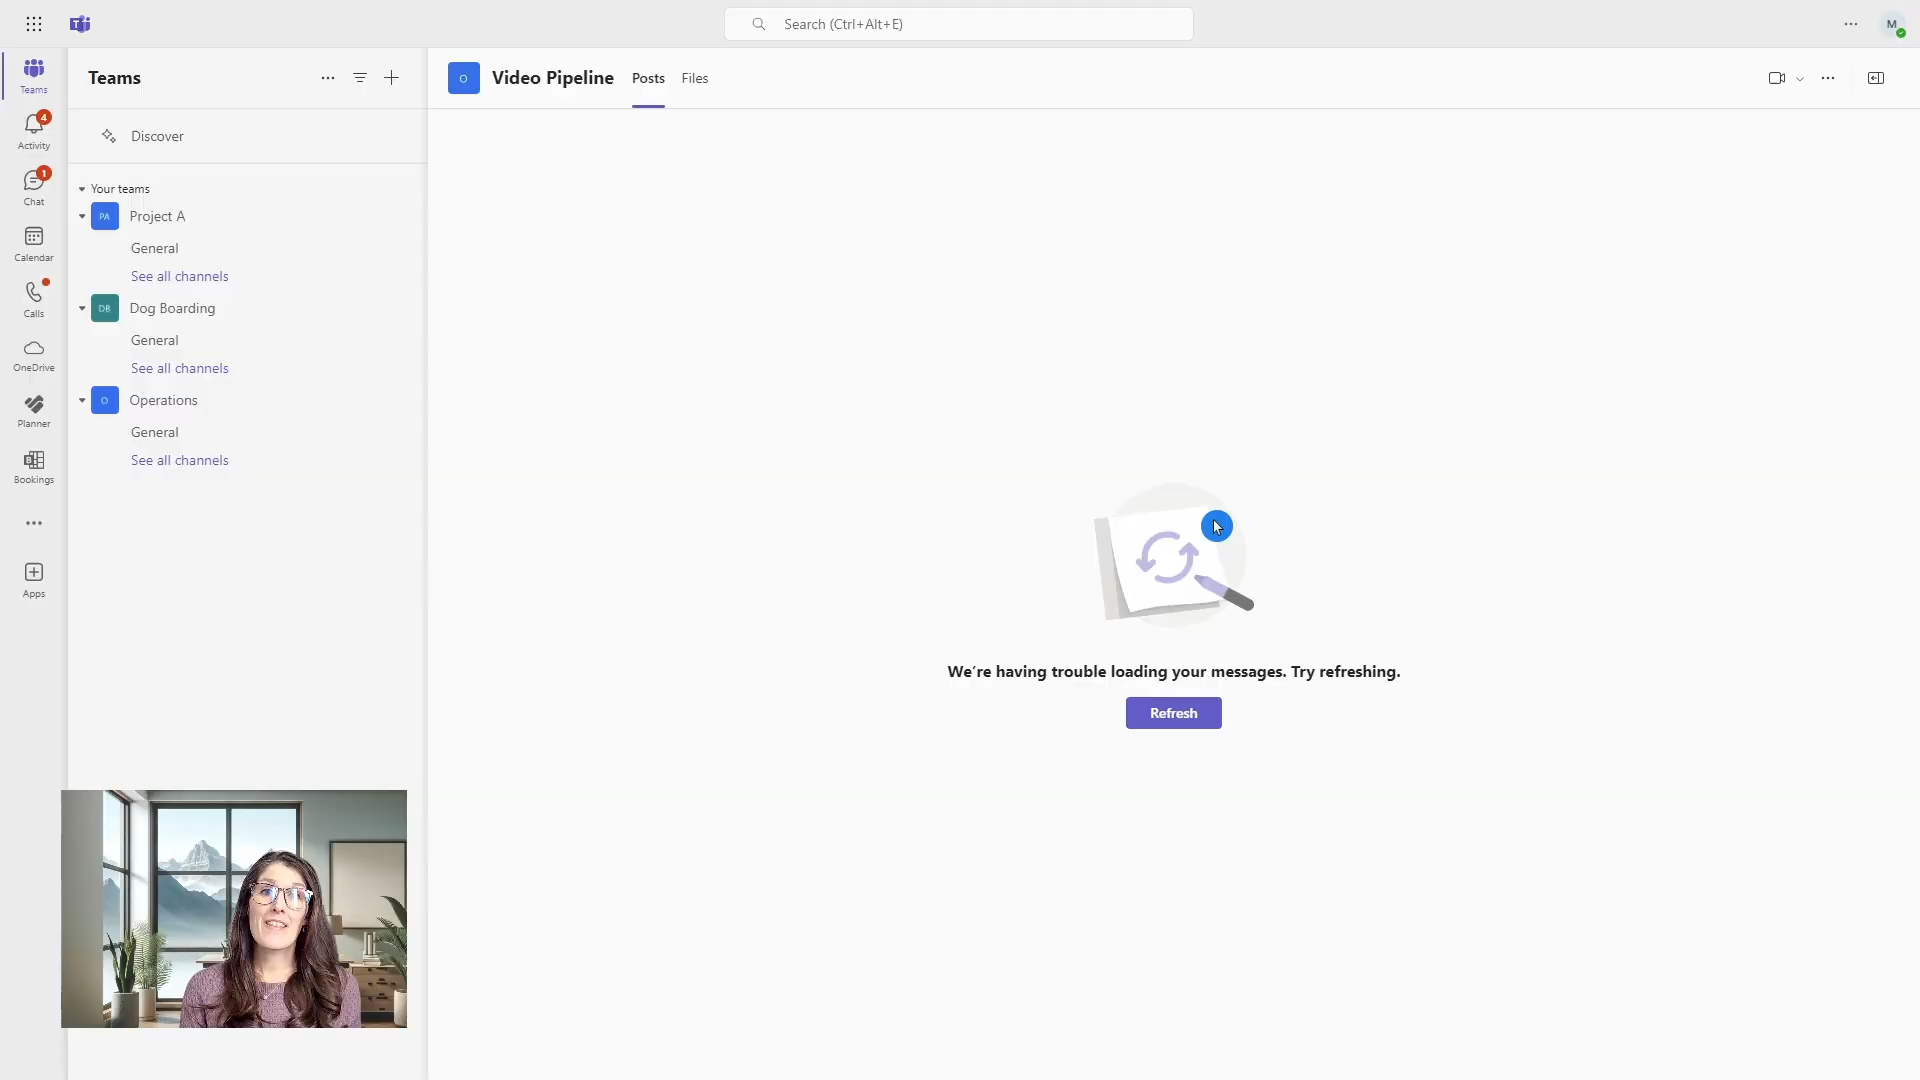 Search (Ctrl+Alt+E)
M
Teams
Activity
4
Chat
1
Calendar
Calls
OneDrive
Planner
Bookings
Apps
Teams
Discover
Your teams
PA Project A
General
See all channels
DB Dog Boarding
General
See all channels
O Operations
General
See all channels
O Video Pipeline Posts Files
We're having trouble loading your messages. Try refreshing.
Refresh